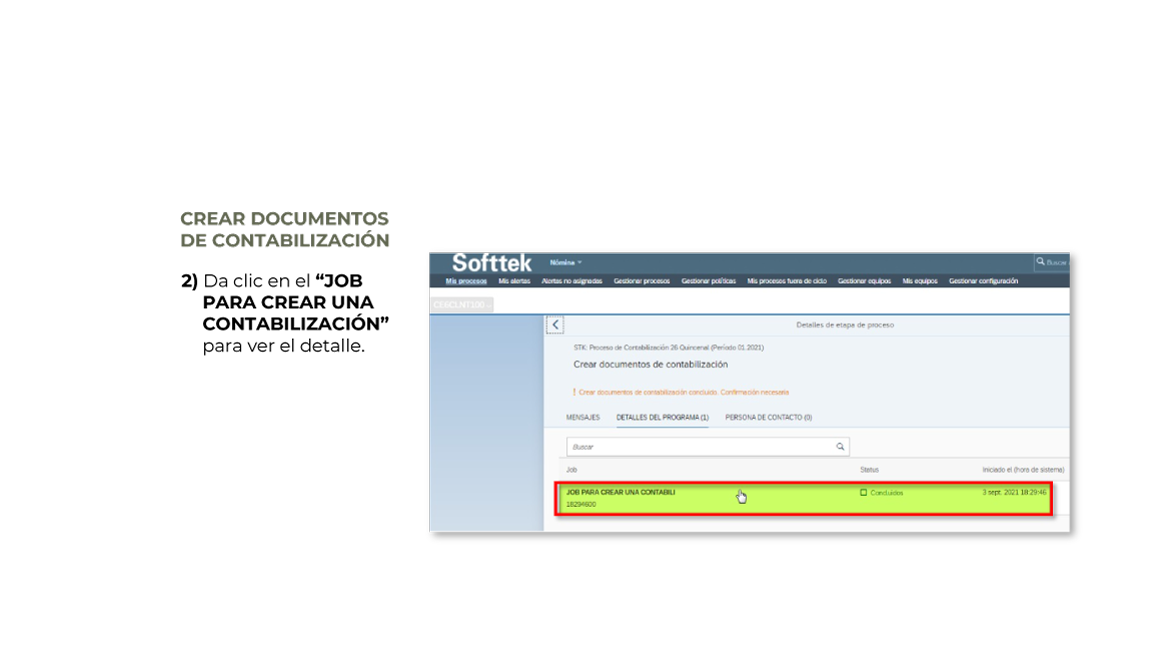 CREAR DOCUMENTOS
DE CONTABILIZACIÓN
2) Da clic en el “JOB
PARA CREAR UNA
CONTABILIZACIÓN”
para ver el detalle.
Softtek Nómina Buscar
Mis procesos Mis alertas Alertas no asignadas Gestionar procesos Gestionar políticas Mis procesos fuera de ciclo Gestionar equipos Mis equipos Gestionar configuración
Detalles de etapa de proceso
STK: Proceso de Contabilización 26 Quincenal (Período 01.2021)
Crear documentos de contabilización
! Crear documentos de contabilización concluido. Confirmación necesaria
MENSAJES DETALLES DEL PROGRAMA (1) PERSONA DE CONTACTO (0)
Buscar
Job Status Iniciado el (hora de sistema)
JOB PARA CREAR UNA CONTABILI Concluidos 3 sept. 2021 18:29:46
18294600